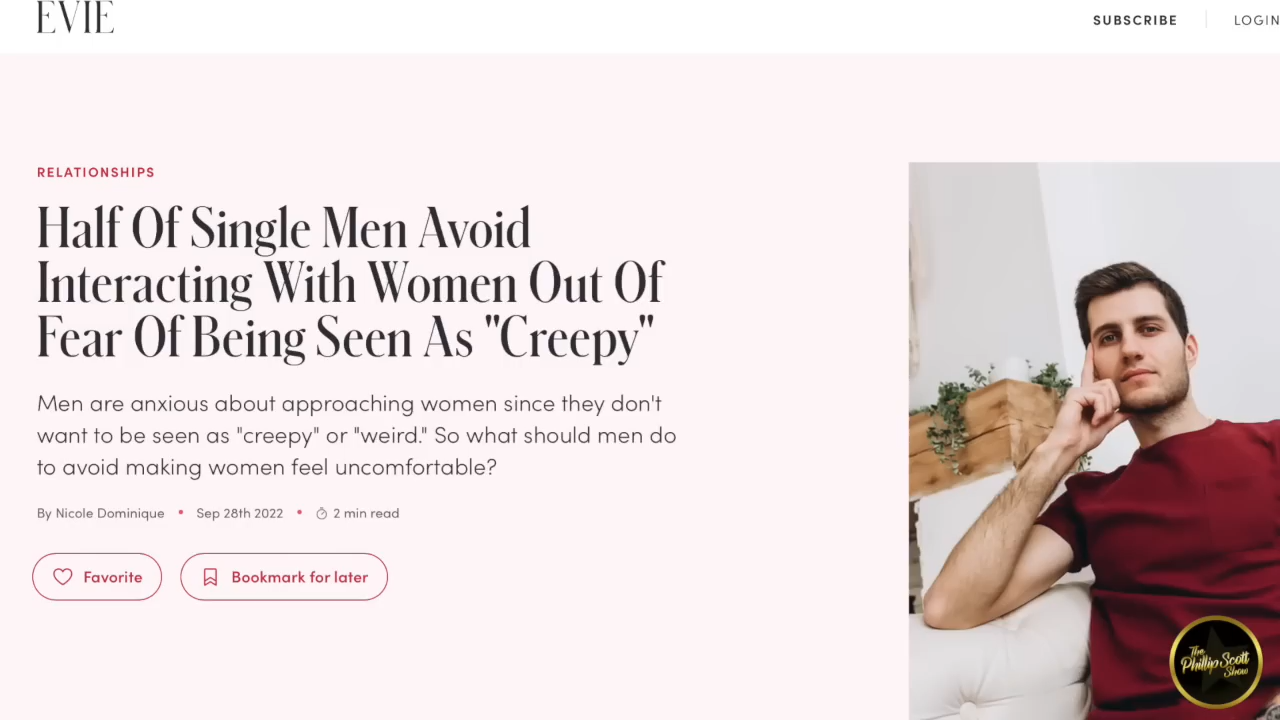 EVIE
SUBSCRIBE
LOGIN
RELATIONSHIPS
Half Of Single Men Avoid
Interacting With Women Out Of
Fear Of Being Seen As "Creepy"
Men are anxious about approaching women since they don't
want to be seen as "creepy" or "weird." So what should men do
to avoid making women feel uncomfortable?
By Nicole Dominique • Sep 28th 2022 • 2 min read
Favorite
Bookmark for later
The
Phillip Scott
Show